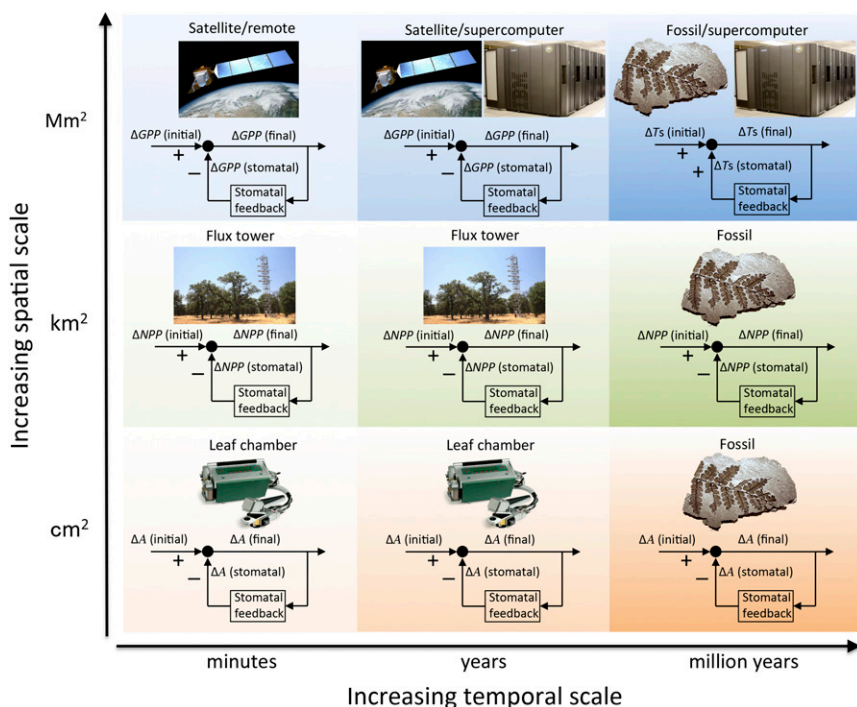 Increasing spatial scale
Mm²
km²
cm²
Satellite/remote
ΔGPP (initial)
ΔGPP (final)
+
ΔGPP (stomatal)
−
Stomatal
feedback
Satellite/supercomputer
IBM
ΔGPP (initial)
ΔGPP (final)
+
ΔGPP (stomatal)
−
Stomatal
feedback
Fossil/supercomputer
IBM
ΔTs (initial)
ΔTs (final)
+
ΔTs (stomatal)
+
Stomatal
feedback
Flux tower
ΔNPP (initial)
ΔNPP (final)
+
ΔNPP (stomatal)
−
Stomatal
feedback
Flux tower
ΔNPP (initial)
ΔNPP (final)
+
ΔNPP (stomatal)
−
Stomatal
feedback
Fossil
ΔNPP (initial)
ΔNPP (final)
+
ΔNPP (stomatal)
−
Stomatal
feedback
Leaf chamber
ΔA (initial)
ΔA (final)
+
ΔA (stomatal)
−
Stomatal
feedback
Leaf chamber
ΔA (initial)
ΔA (final)
+
ΔA (stomatal)
−
Stomatal
feedback
Fossil
ΔA (initial)
ΔA (final)
+
ΔA (stomatal)
−
Stomatal
feedback
minutes
years
million years
Increasing temporal scale